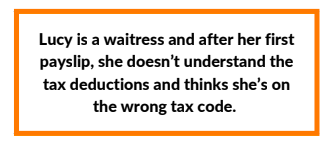 Lucy is a waitress and after her first
payslip, she doesn’t understand the
tax deductions and thinks she’s on
the wrong tax code.